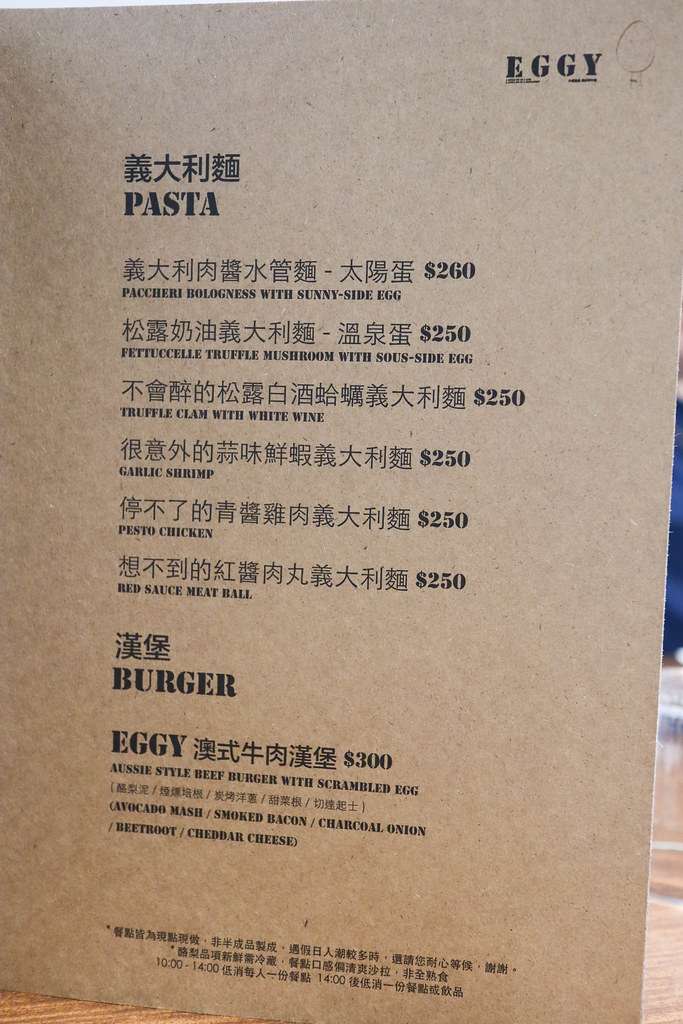 EGGY
義大利麵
PASTA
義大利肉醬水管麵 - 太陽蛋 $260
PACCHERI BOLOGNESS WITH SUNNY-SIDE EGG
松露奶油義大利麵 - 溫泉蛋 $250
FETTUCCELLE TRUFFLE MUSHROOM WITH SOUS-SIDE EGG
不會醉的松露白酒蛤蠣義大利麵 $250
TRUFFLE CLAM WITH WHITE WINE
很意外的蒜味鮮蝦義大利麵 $250
GARLIC SHRIMP
停不了的青醬雞肉義大利麵 $250
PESTO CHICKEN
想不到的紅醬肉丸義大利麵 $250
RED SAUCE MEAT BALL
漢堡
BURGER
EGGY 澳式牛肉漢堡 $300
AUSSIE STYLE BEEF BURGER WITH SCRAMBLED EGG
( 酪梨泥 / 煙燻培根 / 炭烤洋蔥 / 甜菜根 / 切達起士 )
(AVOCADO MASH / SMOKED BACON / CHARCOAL ONION
/ BEETROOT / CHEDDAR CHEESE)
*餐點皆為現點現做，非半成品製成，遇假日人潮較多時，還請您耐心等候，謝謝。
*酪梨品項新鮮需冷藏，餐點口感偏清爽沙拉，非全熟食
10:00 - 14:00 低消每人一份餐點 14:00 後低消一份餐點或飲品